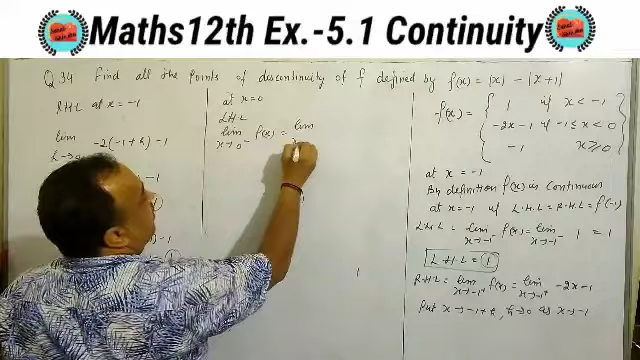 Maths12th Ex.-5.1 Continuity
Q 34 Find all the points of discontinuity of f defined by f(x) = |x| - |x+1|
RHL at x = -1
lim -2(-1+h) -1
h→0
-1
-1
at x=0
L.H.L
lim f(x) = lim
x→0⁻ x
f(x) = { 1 if x < -1
-2x-1 if -1 ≤ x < 0
-1 x ≥ 0
at x = -1
By definition f(x) is continuous
at x = -1 if L.H.L = R.H.L = f(-1)
L.H.L = lim f(x) = lim 1 = 1
x→-1⁻ x→-1
L.H.L = 1
R.H.L = lim f(x) = lim -2x-1
x→-1⁺ x→-1⁺
Put x → -1+h, h→0 as x→-1